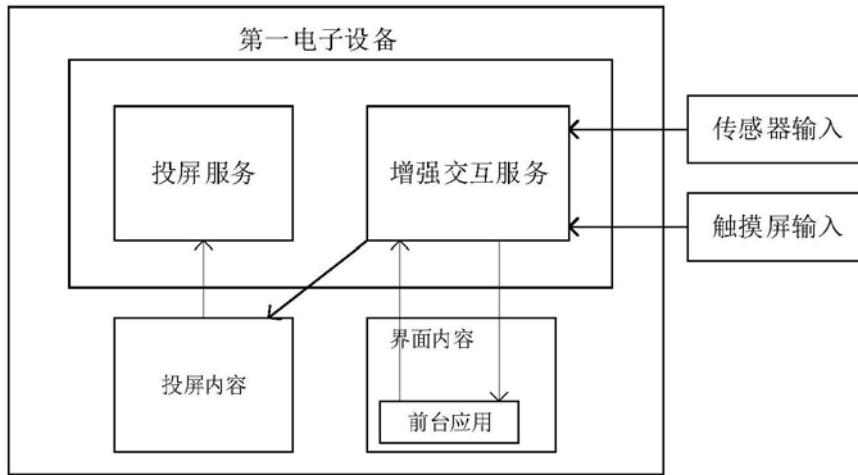 第一电子设备
投屏服务
增强交互服务
传感器输入
触摸屏输入
投屏内容
界面内容
前台应用